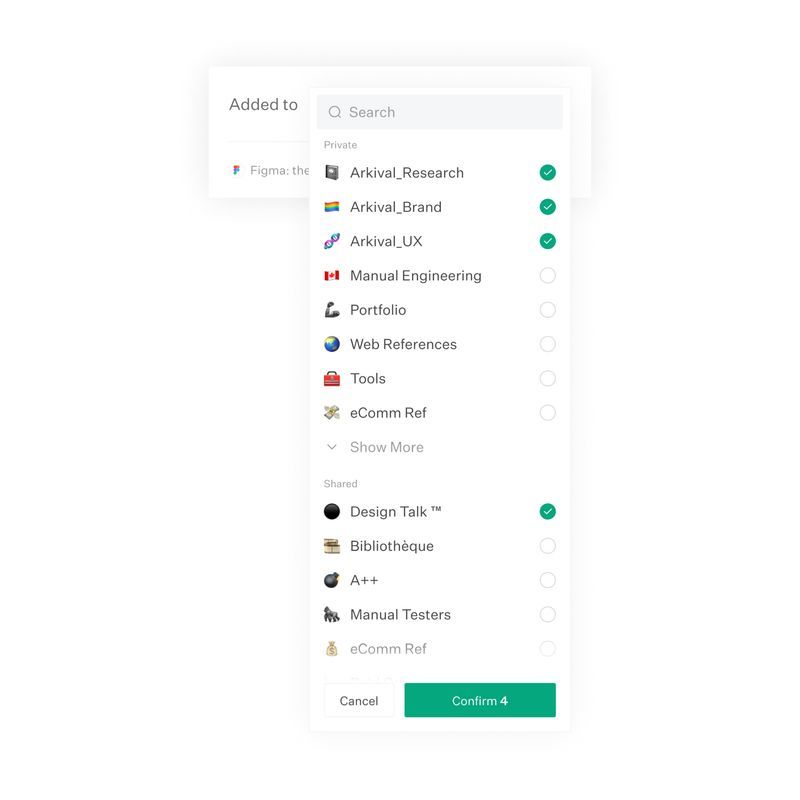 Added to
Search
Private
Figma: the
Arkival_Research
Arkival_Brand
Arkival_UX
Manual Engineering
Portfolio
Web References
Tools
eComm Ref
Show More
Shared
Design Talk ™
Bibliothèque
A++
Manual Testers
eComm Ref
Cancel
Confirm 4